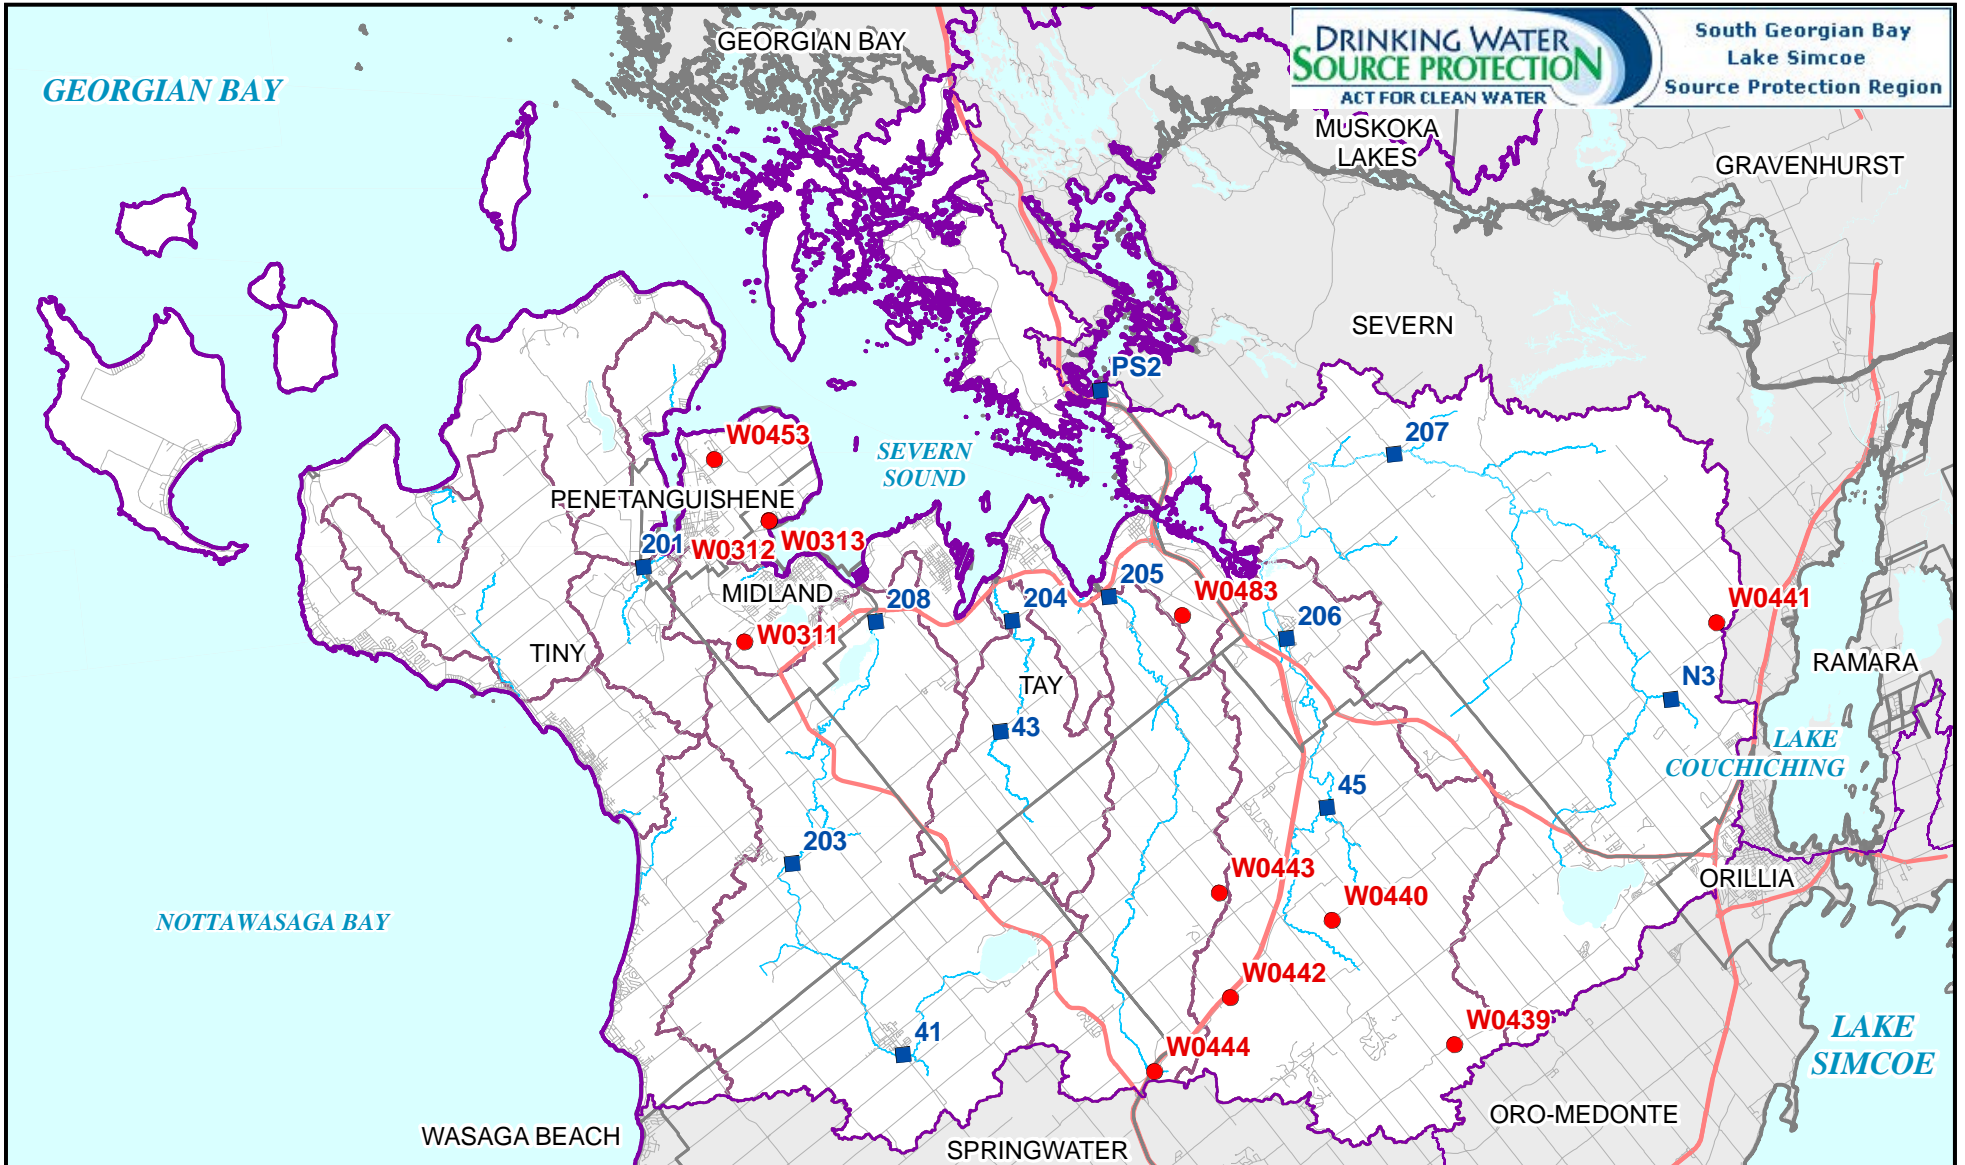 GEORGIAN BAY
GEORGIAN BAY
DRINKING WATER
SOURCE PROTECTION
ACT FOR CLEAN WATER
South Georgian Bay
Lake Simcoe
Source Protection Region
MUSKOKA
LAKES
GRAVENHURST
SEVERN
PS2
207
W0453
SEVERN
SOUND
PENETANGUISHENE
201
W0312
W0313
MIDLAND
208
204
205
W0483
206
W0441
W0311
TINY
TAY
RAMARA
N3
43
LAKE
COUCHICHING
45
203
W0443
W0440
ORILLIA
NOTTAWASAGA BAY
W0442
41
W0444
W0439
LAKE
SIMCOE
WASAGA BEACH
SPRINGWATER
ORO-MEDONTE